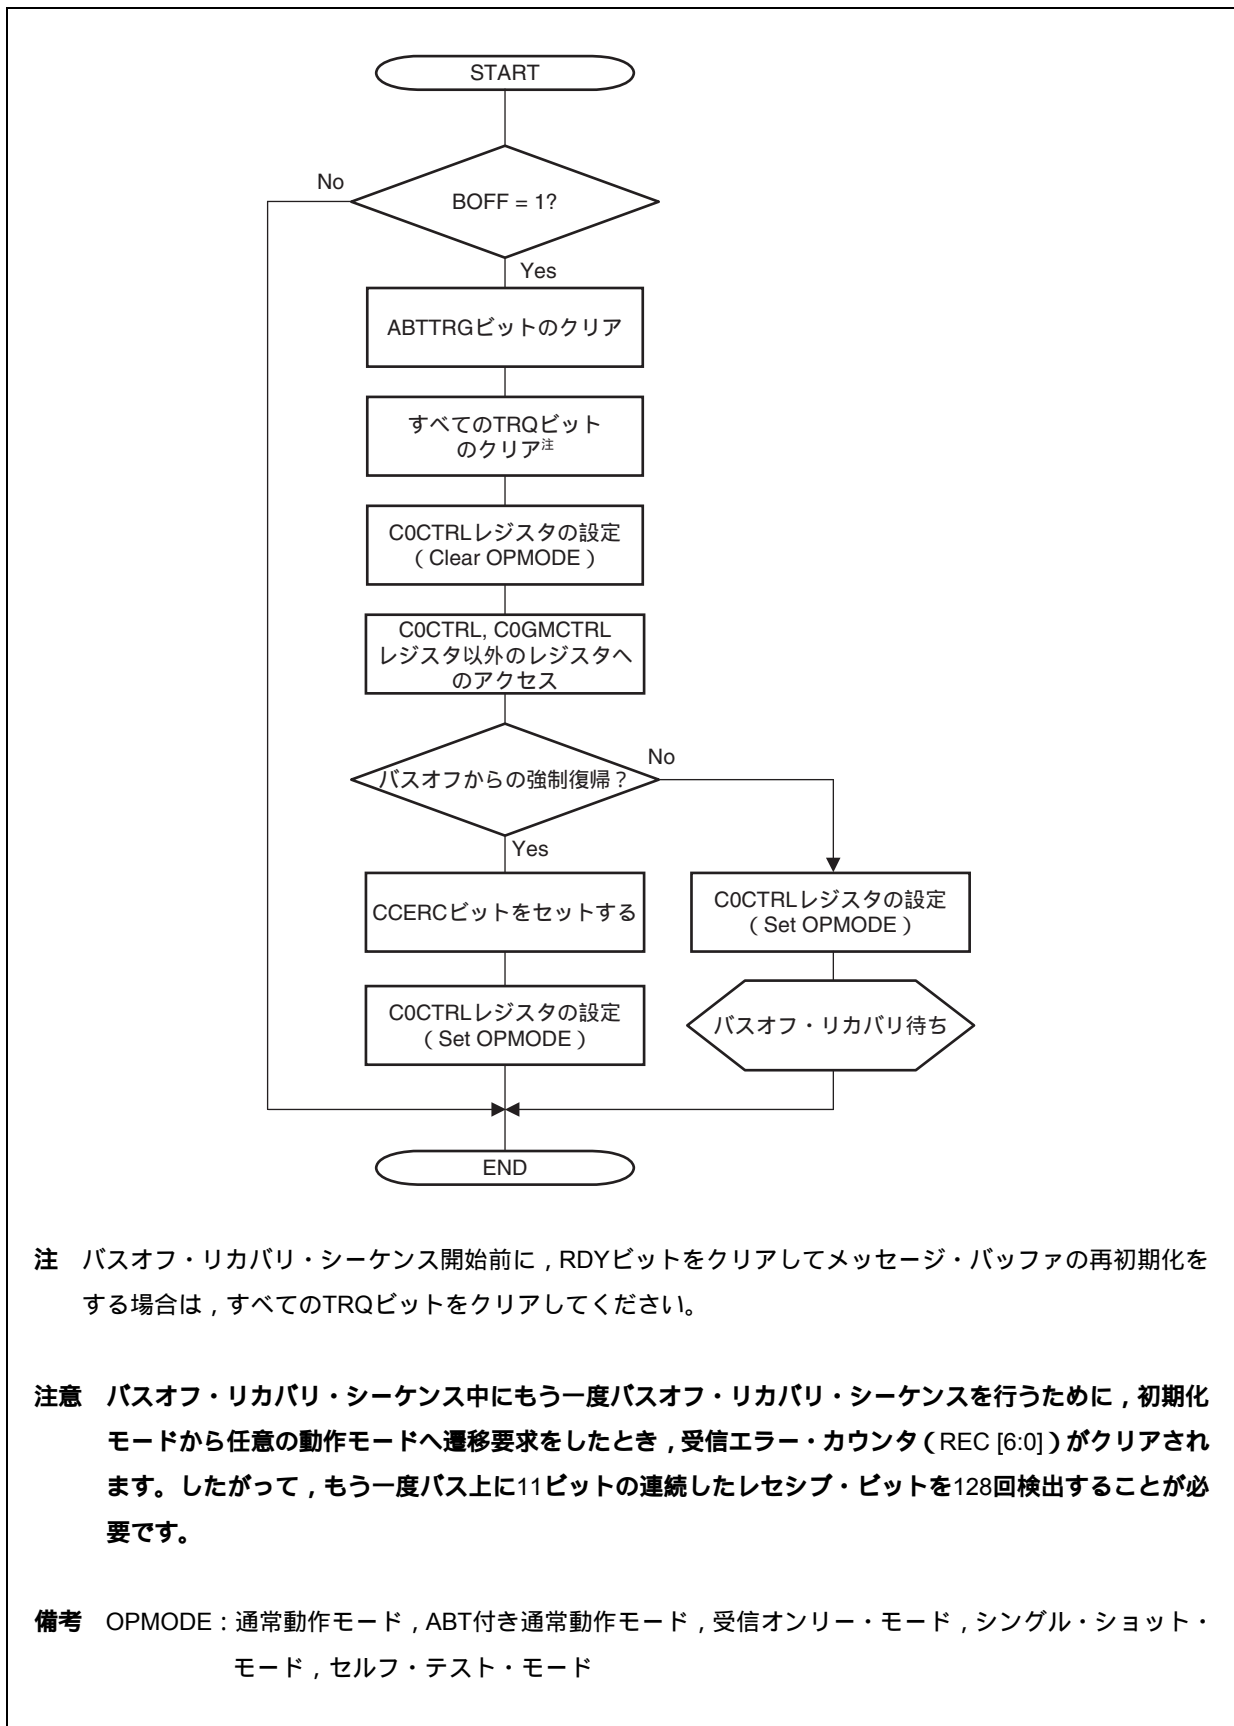 START
BOFF = 1?
No
Yes
ABTTRGビットのクリア
すべてのTRQビット
のクリア注
C0CTRLレジスタの設定
（Clear OPMODE）
C0CTRL, C0GMCTRL
レジスタ以外のレジスタへ
のアクセス
バスオフからの強制復帰？
No
Yes
CCERCビットをセットする
C0CTRLレジスタの設定
（Set OPMODE）
C0CTRLレジスタの設定
（Set OPMODE）
バスオフ・リカバリ待ち
END
注　バスオフ・リカバリ・シーケンス開始前に，RDYビットをクリアしてメッセージ・バッファの再初期化を
する場合は，すべてのTRQビットをクリアしてください。
注意　バスオフ・リカバリ・シーケンス中にもう一度バスオフ・リカバリ・シーケンスを行うために，初期化
モードから任意の動作モードへ遷移要求をしたとき，受信エラー・カウンタ（REC [6:0]）がクリアされ
ます。したがって，もう一度バス上に11ビットの連続したレセシブ・ビットを128回検出することが必
要です。
備考　OPMODE：通常動作モード，ABT付き通常動作モード，受信オンリー・モード，シングル・ショット・
モード，セルフ・テスト・モード